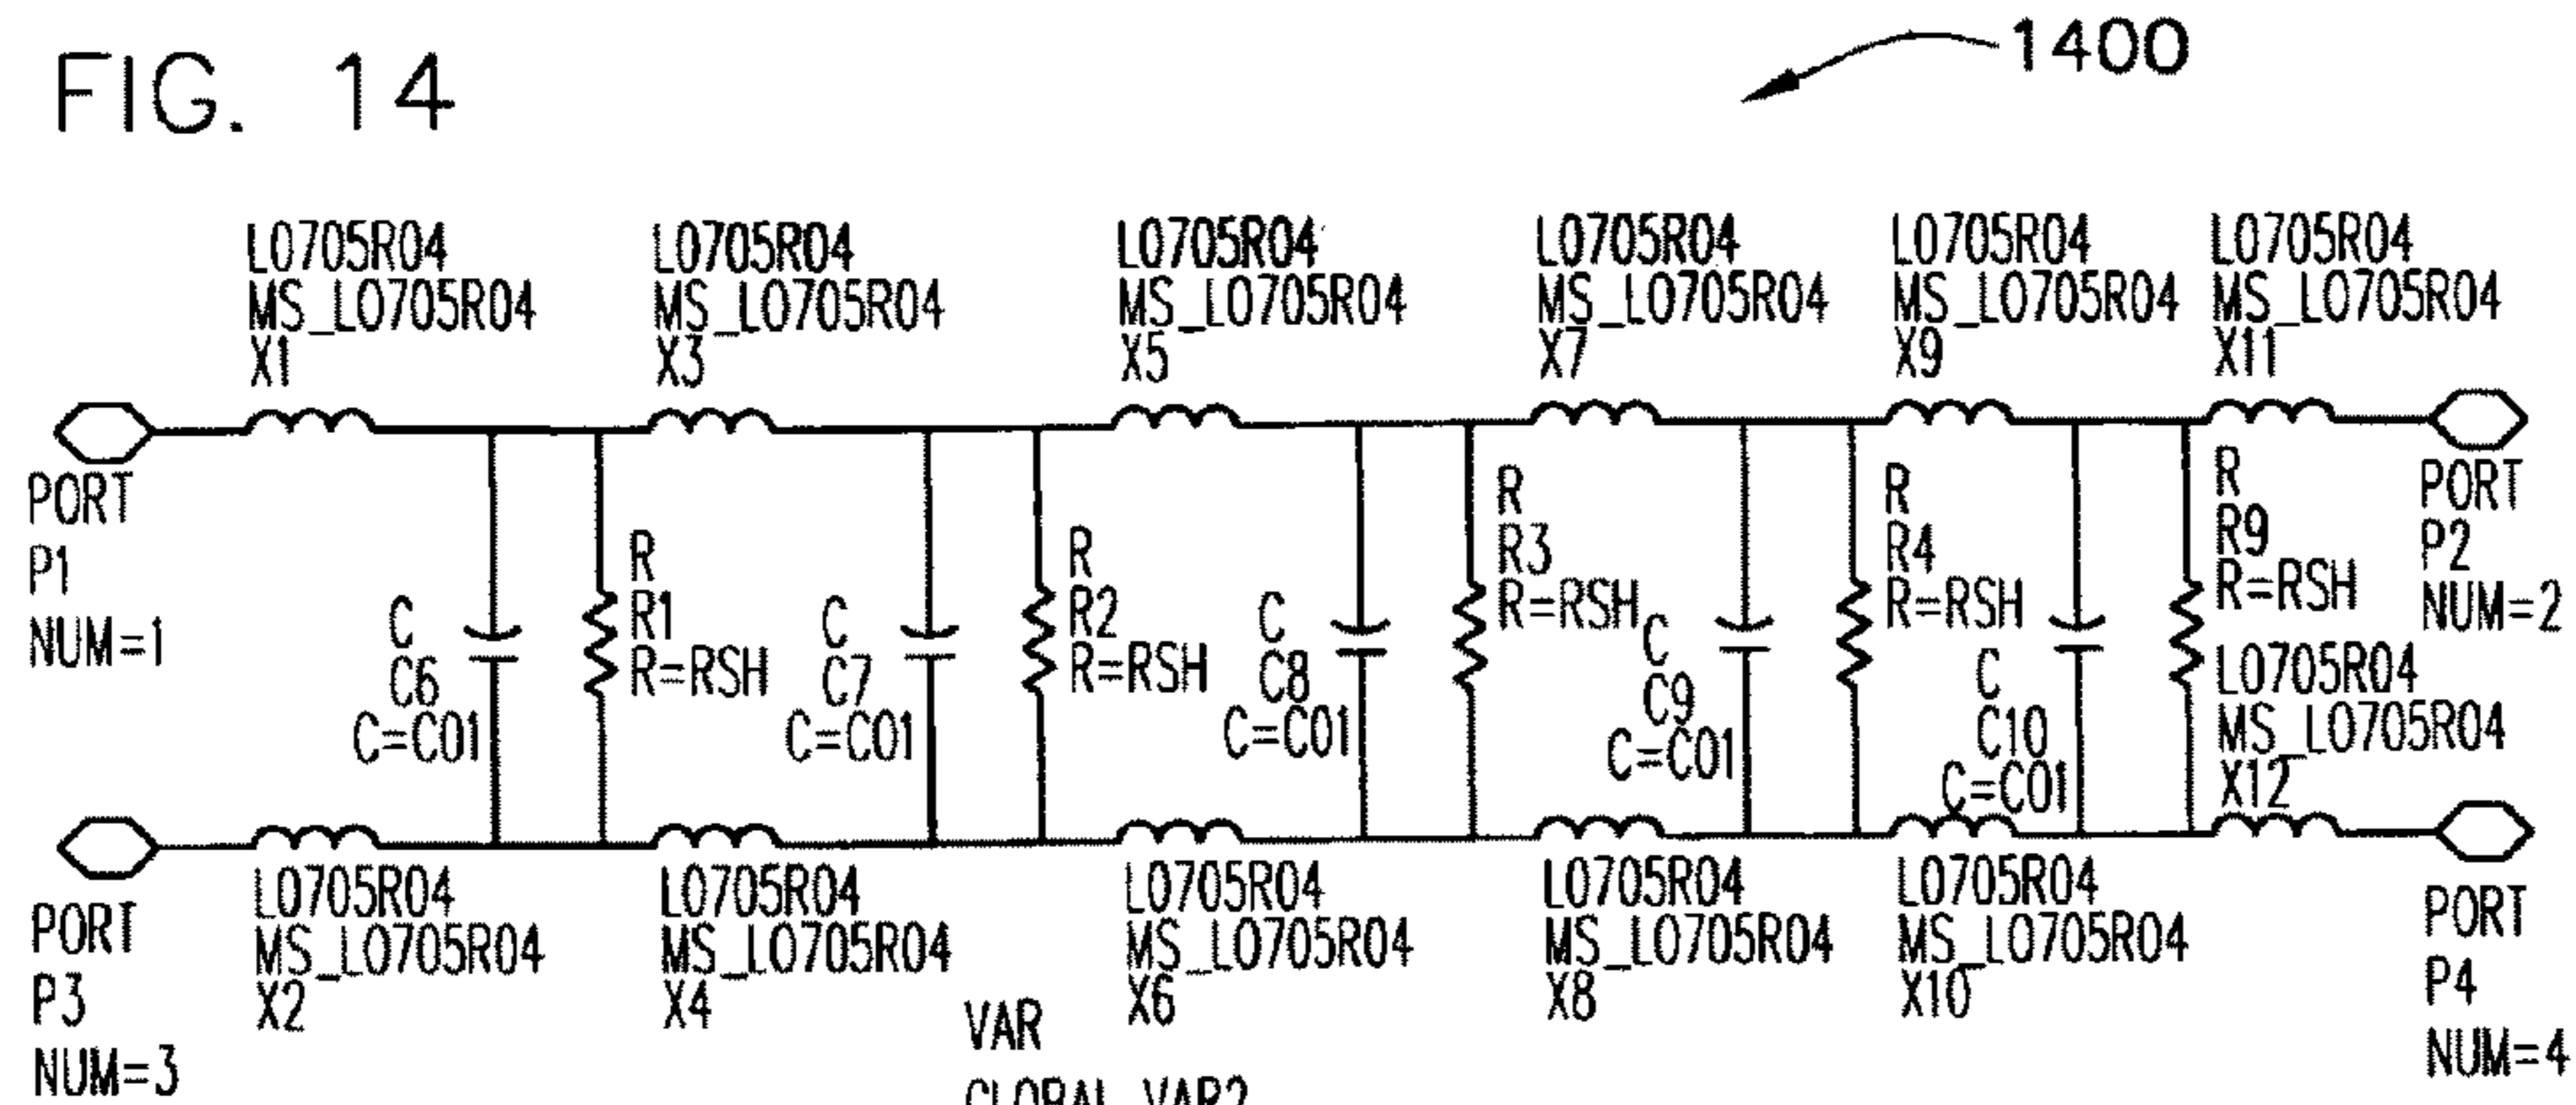 FIG. 14
1400
L0705R04
MS_L0705R04
X1
L0705R04
MS_L0705R04
X3
L0705R04
MS_L0705R04
X5
L0705R04
MS_L0705R04
X7
L0705R04
MS_L0705R04
X9
L0705R04
MS_L0705R04
X11
PORT
P1
NUM=1
C
C6
C=C01
R
R1
R=RSH
C
C7
C=C01
R
R2
R=RSH
C
C8
C=C01
R
R3
R=RSH
C
C9
C=C01
R
R4
R=RSH
C
C10
C=C01
R
R9
R=RSH
PORT
P2
NUM=2
L0705R04
MS_L0705R04
X12
PORT
P3
NUM=3
L0705R04
MS_L0705R04
X2
L0705R04
MS_L0705R04
X4
L0705R04
MS_L0705R04
X6
L0705R04
MS_L0705R04
X8
L0705R04
MS_L0705R04
X10
PORT
P4
NUM=4
VAR
GLOBAL VAR2